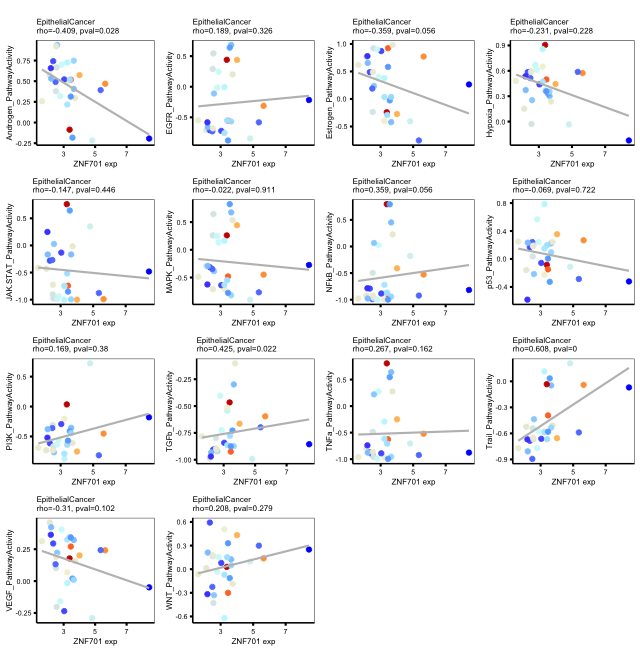 EpithelialCancer
rho=-0.409, pval=0.028
Androgen_PathwayActivity
0.75
0.50
0.25
0.00
-0.25
3 5 7
ZNF701 exp
EpithelialCancer
rho=0.189, pval=0.326
EGFR_PathwayActivity
0.5
0.0
-0.5
3 5 7
ZNF701 exp
EpithelialCancer
rho=-0.359, pval=0.056
Estrogen_PathwayActivity
1.0
0.5
0.0
-0.5
3 5 7
ZNF701 exp
EpithelialCancer
rho=-0.231, pval=0.228
Hypoxia_PathwayActivity
0.9
0.6
0.3
0.0
3 5 7
ZNF701 exp
EpithelialCancer
rho=-0.147, pval=0.446
JAK.STAT_PathwayActivity
0.5
0.0
-0.5
-1.0
3 5 7
ZNF701 exp
EpithelialCancer
rho=-0.022, pval=0.911
MAPK_PathwayActivity
0.5
0.0
-0.5
3 5 7
ZNF701 exp
EpithelialCancer
rho=0.359, pval=0.056
NFkB_PathwayActivity
0.5
0.0
-0.5
-1.0
3 5 7
ZNF701 exp
EpithelialCancer
rho=-0.069, pval=0.722
p53_PathwayActivity
0.8
0.4
0.0
-0.4
3 5 7
ZNF701 exp
EpithelialCancer
rho=0.169, pval=0.38
PI3K_PathwayActivity
0.5
0.0
-0.5
3 5 7
ZNF701 exp
EpithelialCancer
rho=0.425, pval=0.022
TGFb_PathwayActivity
-0.25
-0.50
-0.75
-1.00
3 5 7
ZNF701 exp
EpithelialCancer
rho=0.267, pval=0.162
TNFa_PathwayActivity
0.5
0.0
-0.5
-1.0
3 5 7
ZNF701 exp
EpithelialCancer
rho=0.608, pval=0
Trail_PathwayActivity
0.3
0.0
-0.3
-0.6
-0.9
3 5 7
ZNF701 exp
EpithelialCancer
rho=-0.31, pval=0.102
VEGF_PathwayActivity
0.25
0.00
-0.25
3 5 7
ZNF701 exp
EpithelialCancer
rho=0.208, pval=0.279
WNT_PathwayActivity
0.6
0.3
0.0
-0.3
-0.6
3 5 7
ZNF701 exp